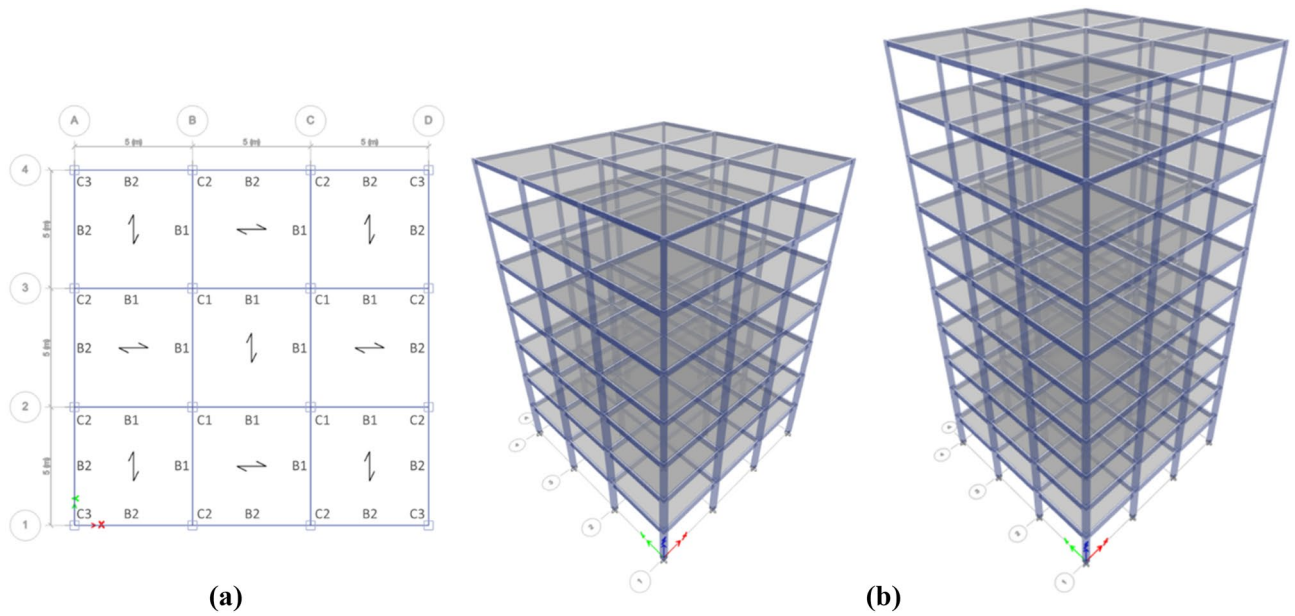 A B C D
5 (m) 5 (m) 5 (m)
4
C3 B2 C2 B2 C2 B2 C3
5 (m)
B2 B1 B1 B2
3
C2 B1 C1 B1 C1 B1 C2
5 (m)
B2 B1 B1 B2
2
C2 B1 C1 B1 C1 B1 C2
5 (m)
B2 B1 B1 B2
C3 B2 C2 B2 C2 B2 C3
1 X
(a) (b)